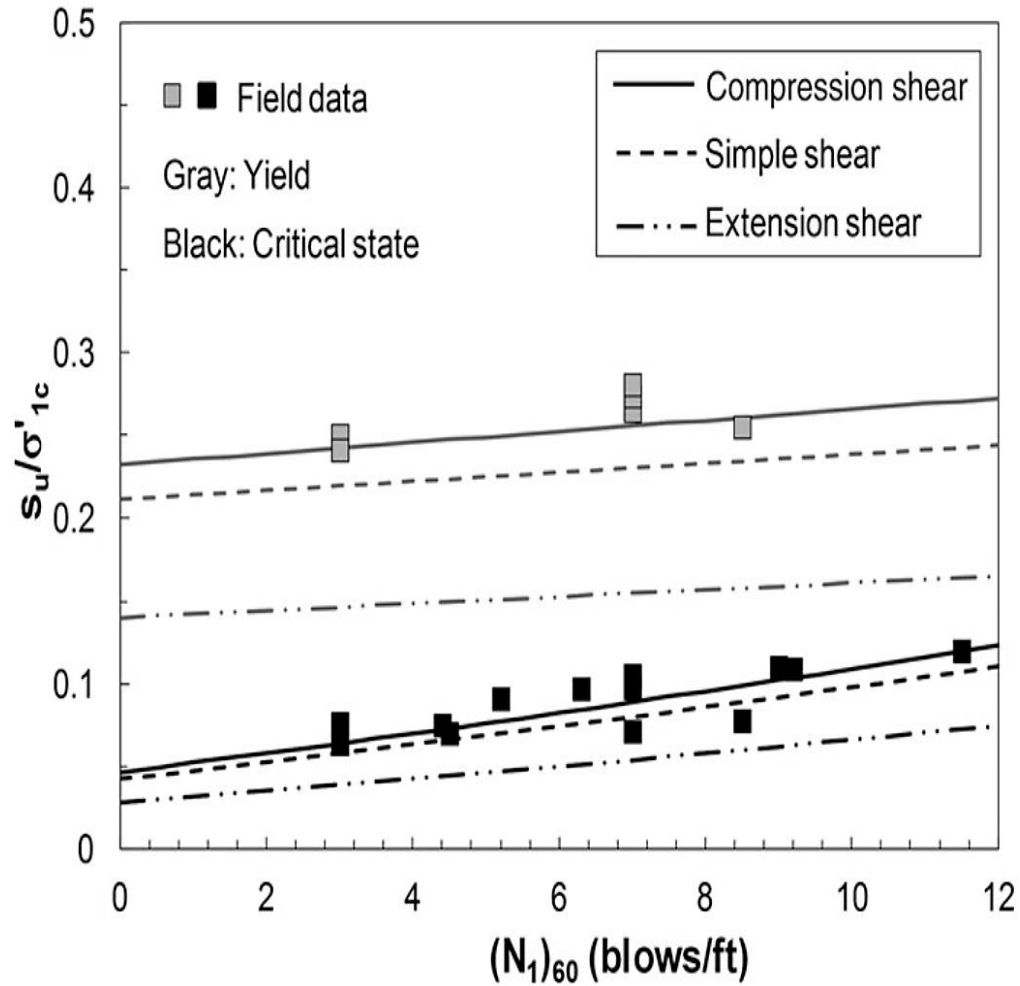 0.5
0.4
0.3
0.2
0.1
0
Su/σ'1c
Field data
Gray: Yield
Black: Critical state
Compression shear
Simple shear
Extension shear
0 2 4 6 8 10 12
(N1)60 (blows/ft)